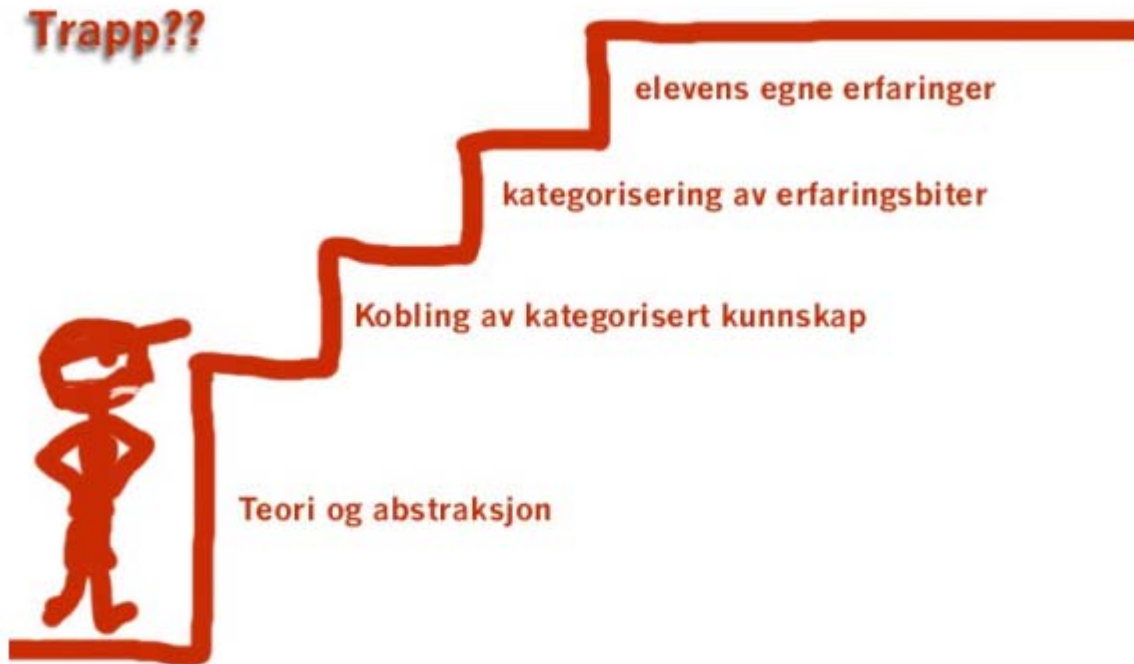 Trapp??
elevens egne erfaringer
kategorisering av erfaringsbiter
Kobling av kategorisert kunnskap
Teori og abstraksjon